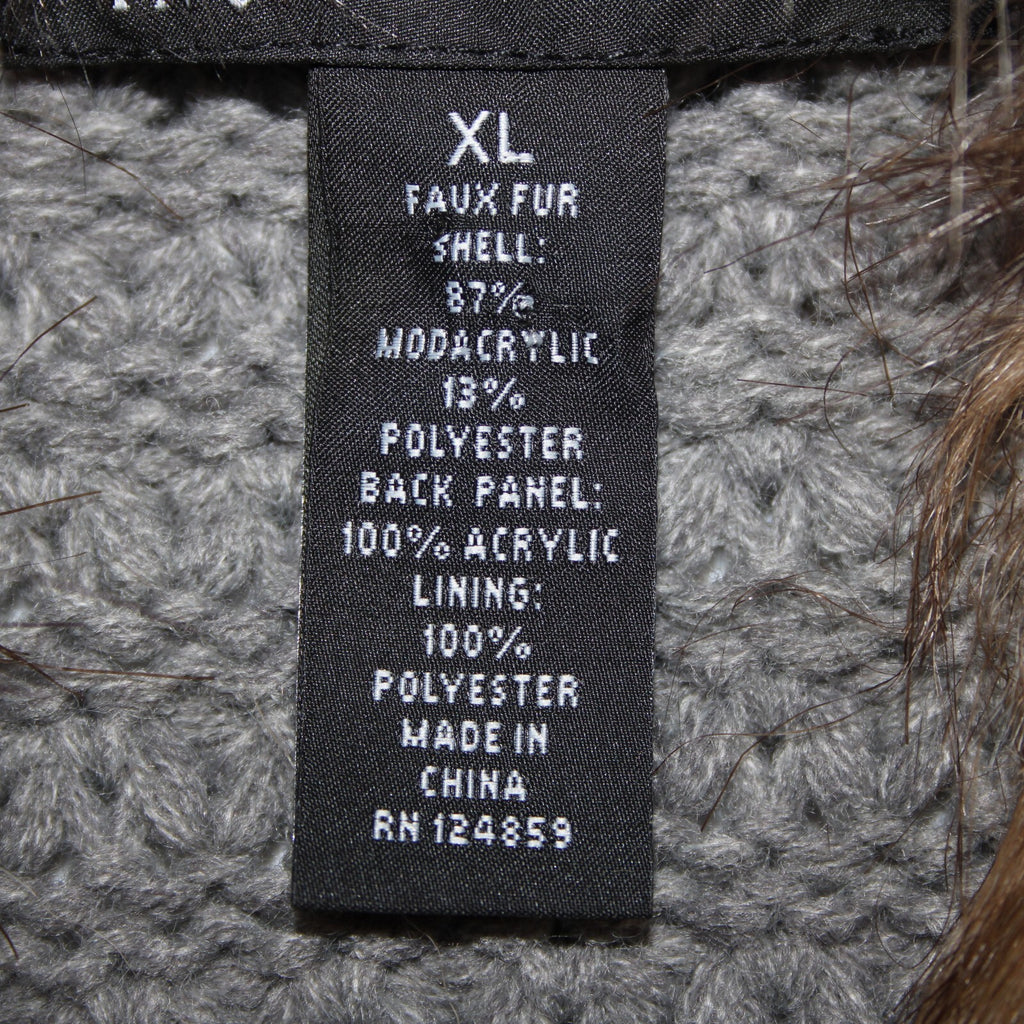 XL
FAUX FUR
SHELL:
87%
MODACRYLIC
13%
POLYESTER
BACK PANEL:
100% ACRYLIC
LINING:
100%
POLYESTER
MADE IN
CHINA
RN 124859